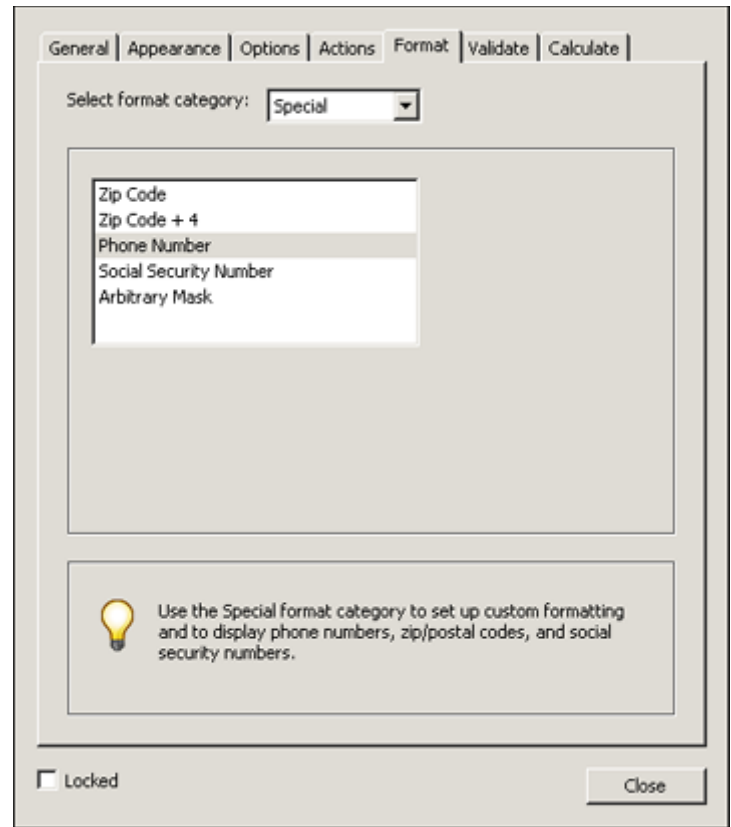 General Appearance Options Actions Format Validate Calculate
Select format category: Special
Zip Code
Zip Code + 4
Phone Number
Social Security Number
Arbitrary Mask
Use the Special format category to set up custom formatting
and to display phone numbers, zip/postal codes, and social
security numbers.
Locked
Close